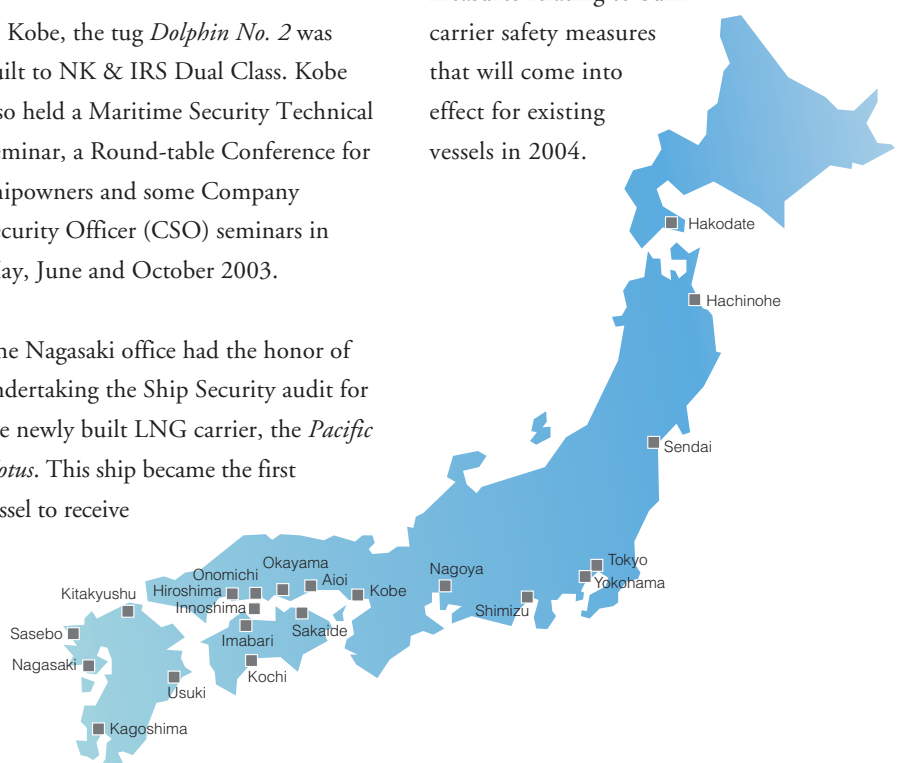 Kobe, the tug Dolphin No. 2 was
uilt to NK & IRS Dual Class. Kobe
so held a Maritime Security Technical
eminar, a Round-table Conference for
hipowners and some Company
ecurity Officer (CSO) seminars in
ay, June and October 2003.
he Nagasaki office had the honor of
ndertaking the Ship Security audit for
e newly built LNG carrier, the Pacific
otus. This ship became the first
ssel to receive
carrier safety measures
that will come into
effect for existing
vessels in 2004.
Hakodate
Hachinohe
Sendai
Tokyo
Yokohama
Shimizu
Nagoya
Kobe
Aioi
Okayama
Onomichi
Hiroshima
Innoshima
Sakaide
Imabari
Kochi
Kitakyushu
Sasebo
Nagasaki
Usuki
Kagoshima